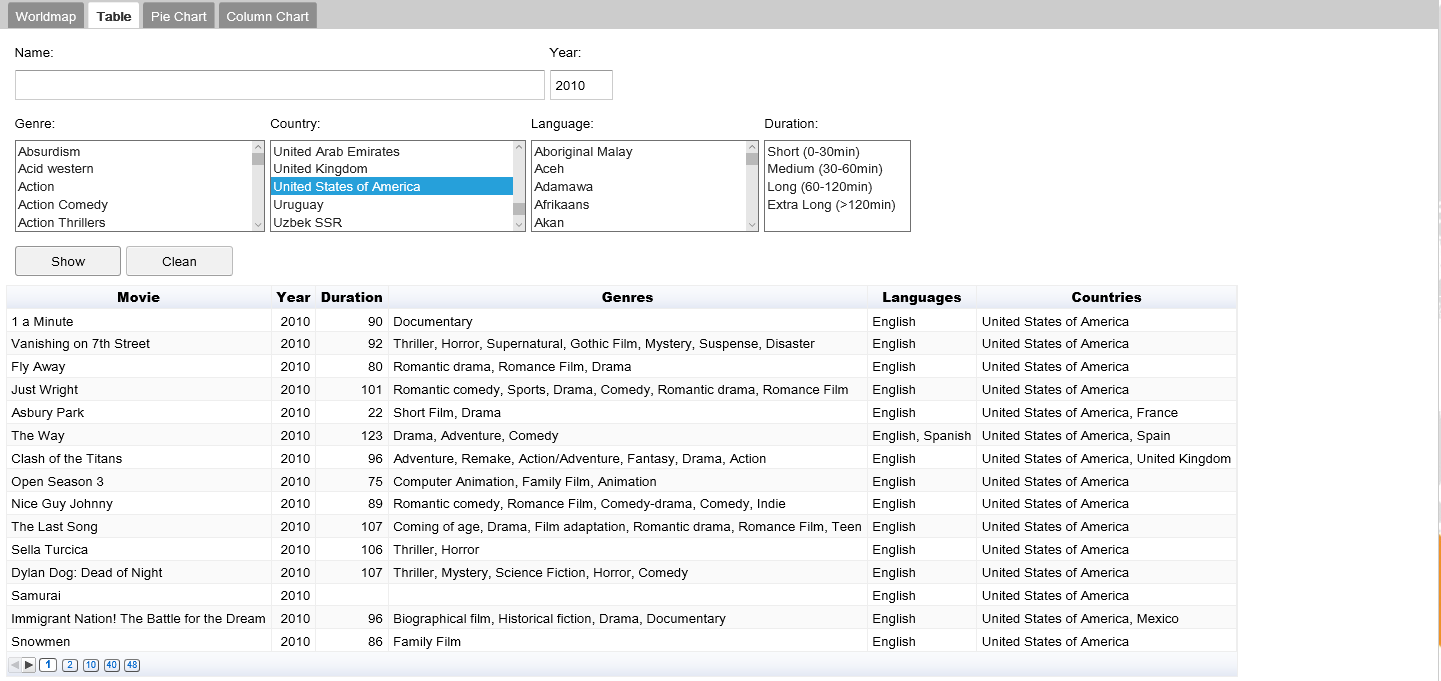 Worldmap Table Pie Chart Column Chart
Name: Year:
2010
Genre: Country: Language: Duration:
Absurdism United Arab Emirates Aboriginal Malay Short (0-30min)
Acid western United Kingdom Aceh Medium (30-60min)
Action United States of America Adamawa Long (60-120min)
Action Comedy Uruguay Afrikaans Extra Long (>120min)
Action Thrillers Uzbek SSR Akan
Show Clean
Movie Year Duration Genres Languages Countries
1 a Minute 2010 90 Documentary English United States of America
Vanishing on 7th Street 2010 92 Thriller, Horror, Supernatural, Gothic Film, Mystery, Suspense, Disaster English United States of America
Fly Away 2010 80 Romantic drama, Romance Film, Drama English United States of America
Just Wright 2010 101 Romantic comedy, Sports, Drama, Comedy, Romantic drama, Romance Film English United States of America
Asbury Park 2010 22 Short Film, Drama English United States of America, France
The Way 2010 123 Drama, Adventure, Comedy English, Spanish United States of America, Spain
Clash of the Titans 2010 96 Adventure, Remake, Action/Adventure, Fantasy, Drama, Action English United States of America, United Kingdom
Open Season 3 2010 75 Computer Animation, Family Film, Animation English United States of America
Nice Guy Johnny 2010 89 Romantic comedy, Romance Film, Comedy-drama, Comedy, Indie English United States of America
The Last Song 2010 107 Coming of age, Drama, Film adaptation, Romantic drama, Romance Film, Teen English United States of America
Sella Turcica 2010 106 Thriller, Horror English United States of America
Dylan Dog: Dead of Night 2010 107 Thriller, Mystery, Science Fiction, Horror, Comedy English United States of America
Samurai 2010 English United States of America
Immigrant Nation! The Battle for the Dream 2010 96 Biographical film, Historical fiction, Drama, Documentary English United States of America, Mexico
Snowmen 2010 86 Family Film English United States of America
1 2 10 40 48